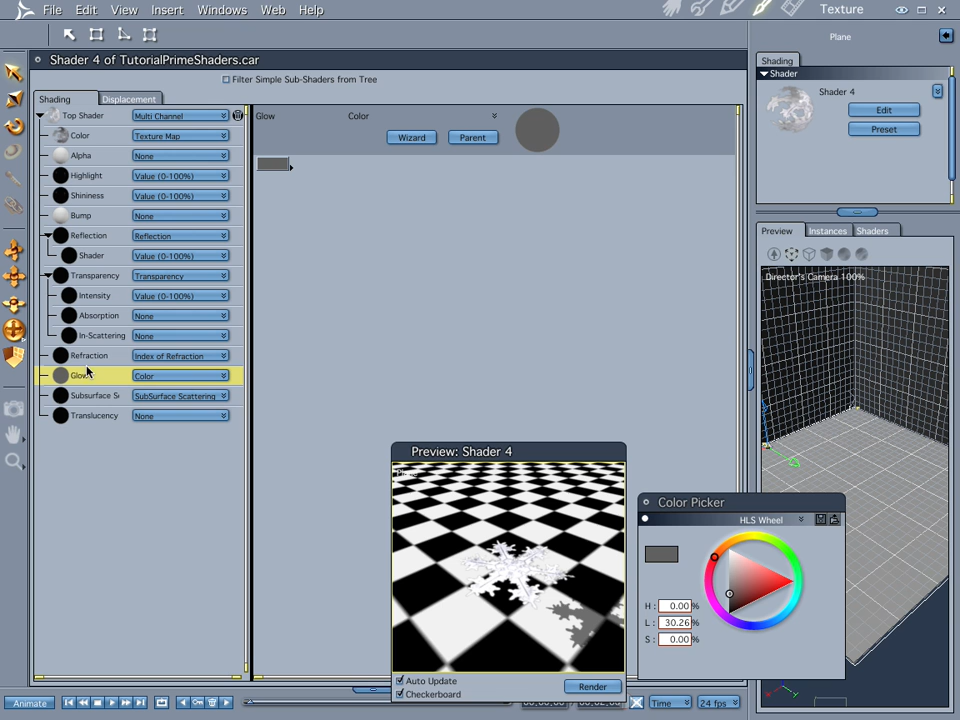 File Edit View Insert Windows Web Help
Texture
Plane
Shader 4 of TutorialPrimeShaders.car
Filter Simple Sub-Shaders from Tree
Shading
Displacement
Top Shader Multi Channel
Color Texture Map
Alpha None
Highlight Value (0-100%)
Shininess Value (0-100%)
Bump None
Reflection Reflection
Shader Value (0-100%)
Transparency Transparency
Intensity Value (0-100%)
Absorption None
In-Scattering None
Refraction Index of Refraction
Glow Color
Subsurface S SubSurface Scattering
Translucency None
Glow
Color
Wizard
Parent
Shading
Shader
Shader 4
Edit
Preset
Preview Instances Shaders
Director's Camera 100%
Preview: Shader 4
Auto Update
Checkerboard
Render
Color Picker
HLS Wheel
H: 0.00%
L: 30.26%
S: 0.00%
Animate
Time
24 fps